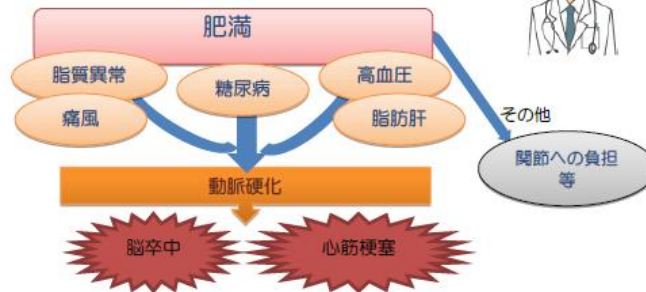 肥満
脂質異常
糖尿病
高血圧
痛風
脂肪肝
その他
関節への負担
等
動脈硬化
脳卒中
心筋梗塞